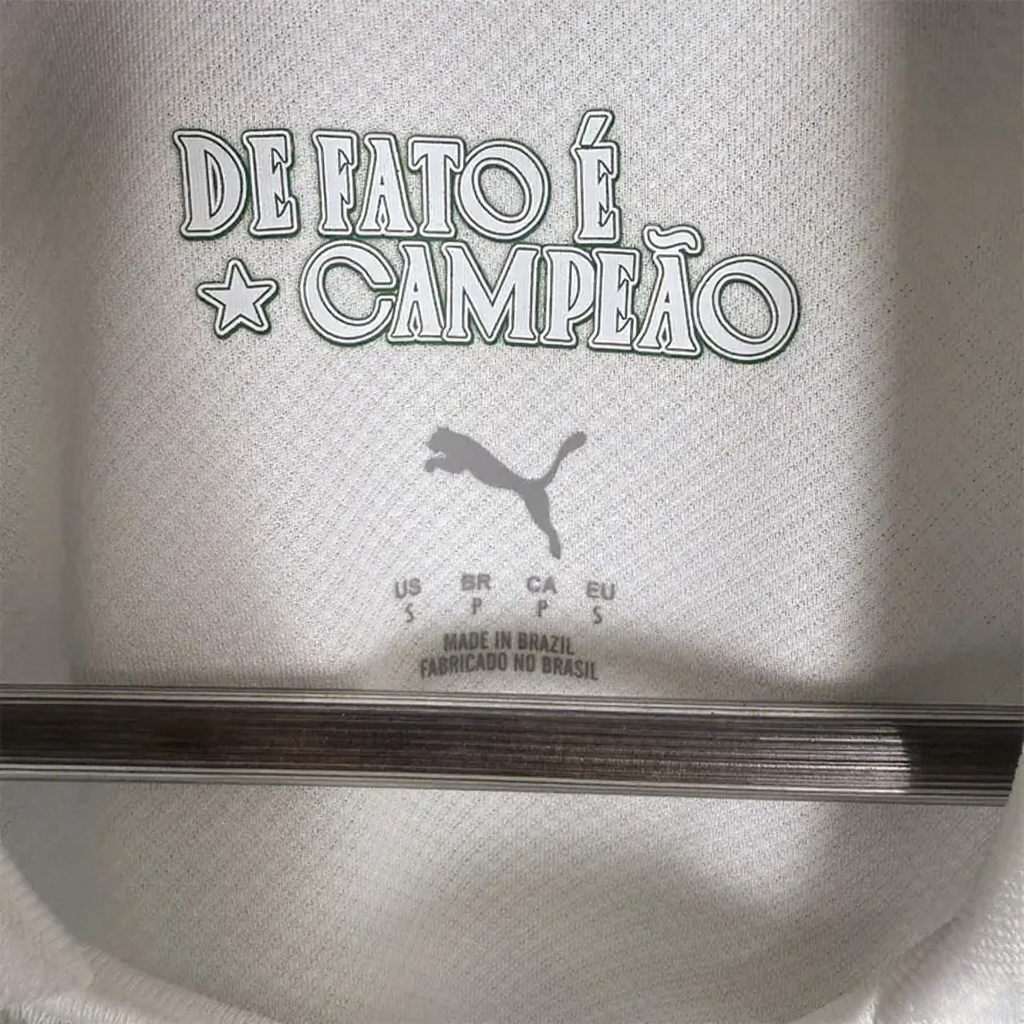 DE FATO É
CAMPEÃO
US BR CA EU
S P P S
MADE IN BRAZIL
FABRICADO NO BRASIL